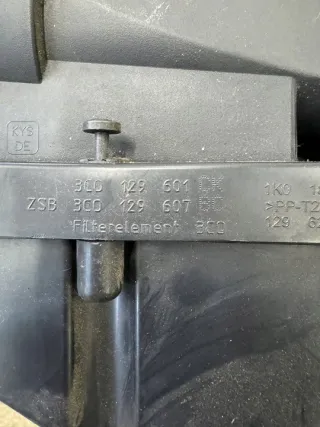 KYS
DE
3C0 129 601 CK
ZSB 3C0 129 607 BC
Filterelement 3C0
1K0
>PP-T2
129